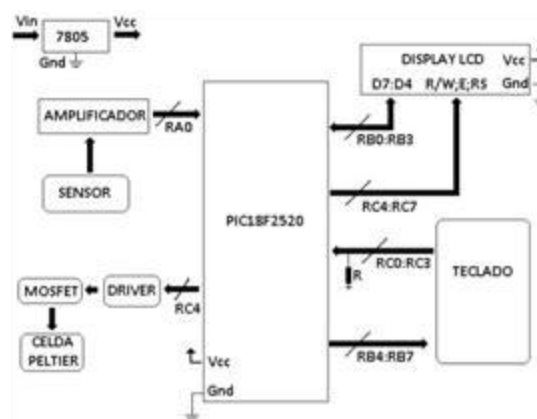 Vin
7805
Vcc
Gnd
DISPLAY LCD
Vcc
D7:D4 R/W;E;RS
Gnd
AMPLIFICADOR
RA0
RB0:RB3
SENSOR
RC4:RC7
PIC18F2520
RC0:RC3
R
TECLADO
MOSFET
DRIVER
RC4
RB4:RB7
CELDA
PELTIER
Vcc
Gnd